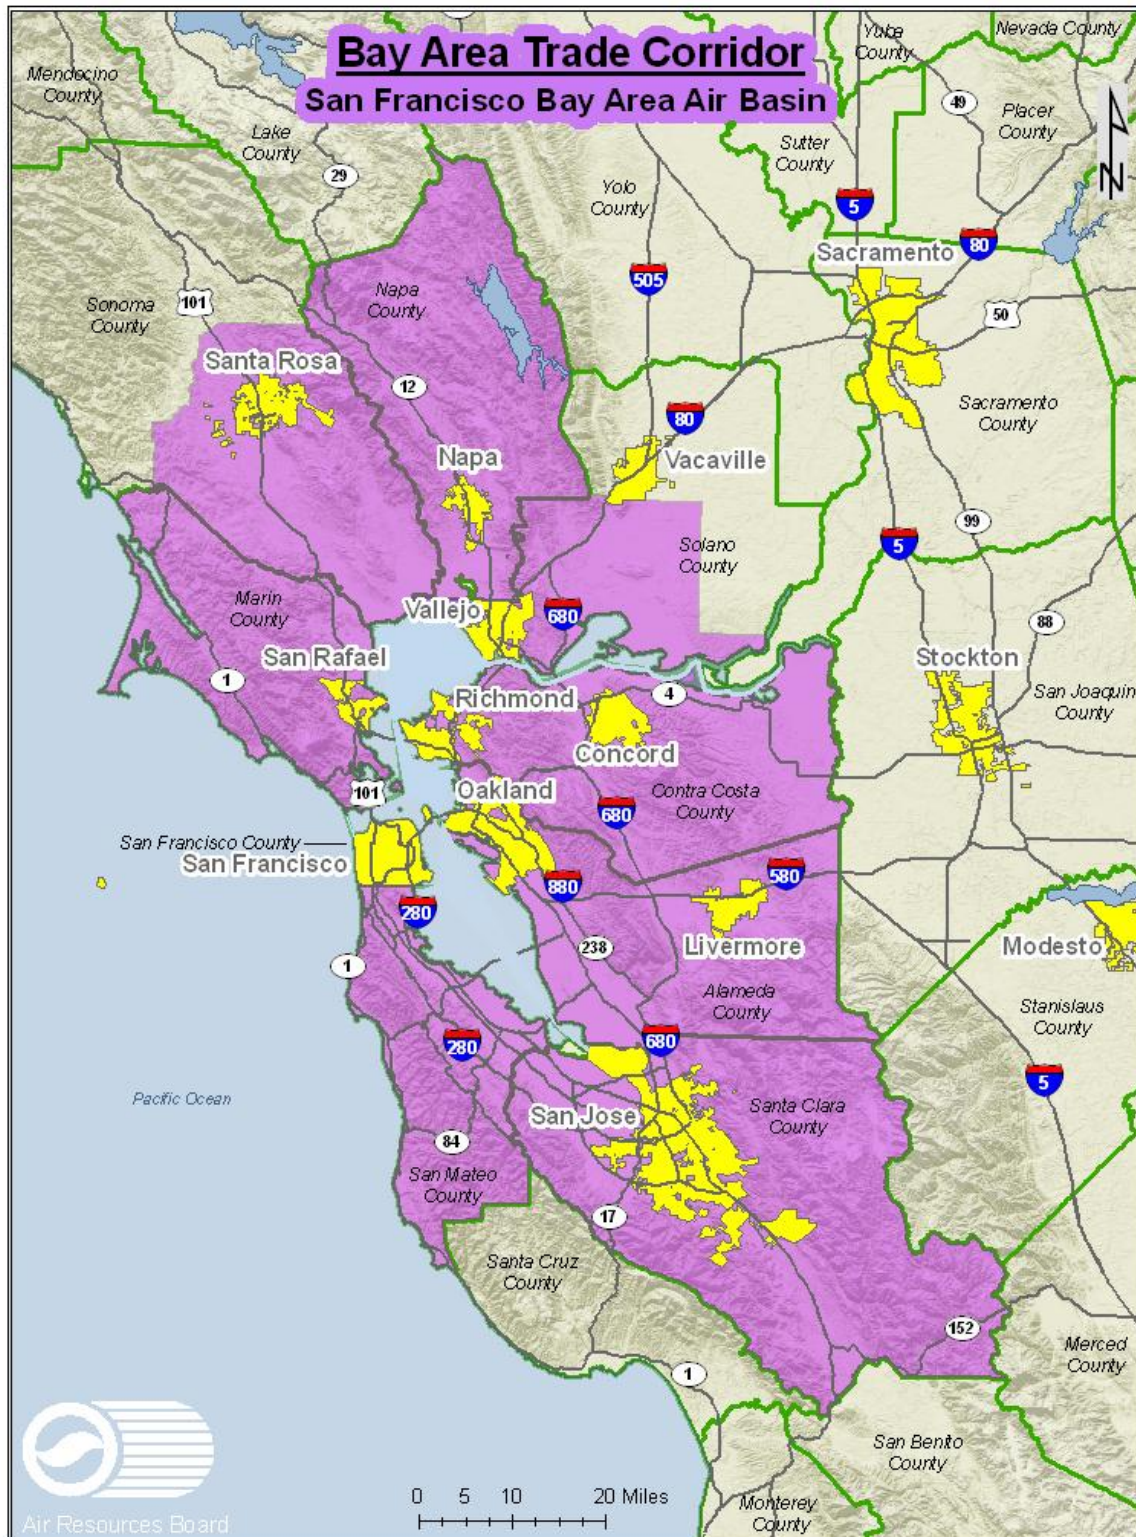 Bay Area Trade Corridor
San Francisco Bay Area Air Basin
Mendocino
County
Lake
County
Yuba
County
Nevada County
Placer
County
Sutter
County
Yolo
County
49
29
5
N
80
505
Sacramento
Sonoma
County
101
Napa
County
50
Santa Rosa
12
80
Sacramento
County
Napa
Vacaville
99
5
Solano
County
Marin
County
Vallejo
680
88
San Rafael
1
Stockton
Richmond
4
San Joaquin
County
Concord
101
Oakland
680
Contra Costa
County
San Francisco County
San Francisco
880
580
280
Livermore
Modesto
238
1
Alameda
County
Stanislaus
County
280
680
5
Pacific Ocean
San Jose
Santa Clara
County
84
San Mateo
County
17
Santa Cruz
County
152
Merced
County
1
San Benito
County
Monterey
County
0 5 10 20 Miles
Air Resources Board